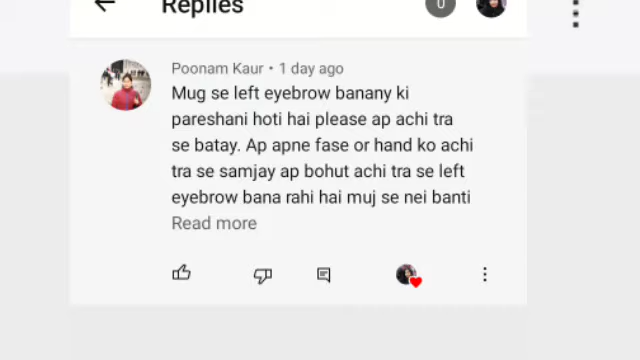 Replies
0
Poonam Kaur • 1 day ago
Mug se left eyebrow banany ki
pareshani hoti hai please ap achi tra
se batay. Ap apne fase or hand ko achi
tra se samjay ap bohut achi tra se left
eyebrow bana rahi hai muj se nei banti
Read more